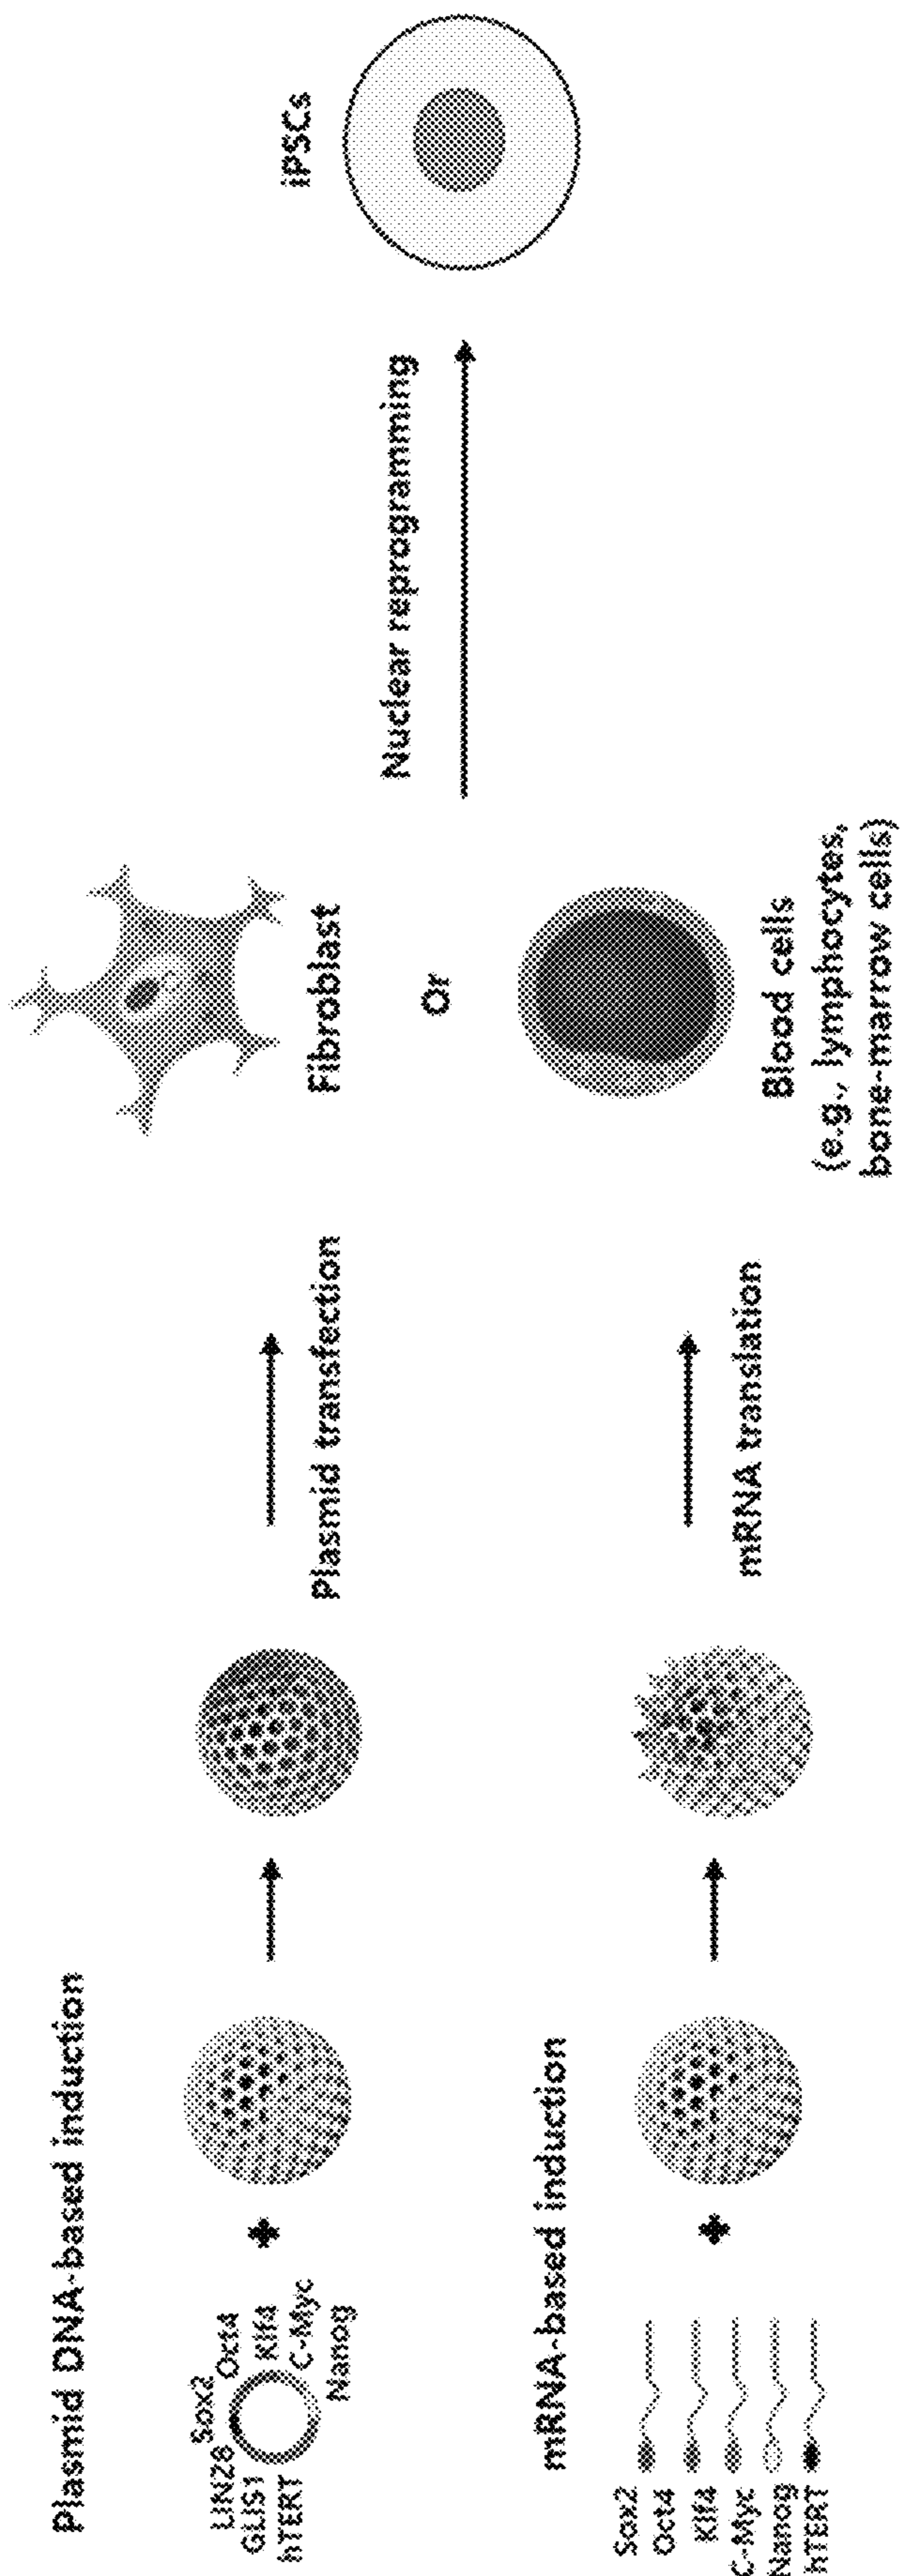 Plasmid DNA-based induction
Sox2
LIN28
Oct4
GLIS1
Klf4
hTERT
C-Myc
Nanog
Plasmid transfection
Fibroblast
Or
Nuclear reprogramming
iPSCs
mRNA-based induction
Sox2
Oct4
Klf4
C-Myc
Nanog
hTERT
mRNA translation
Blood cells
(e.g., lymphocytes,
bone-marrow cells)